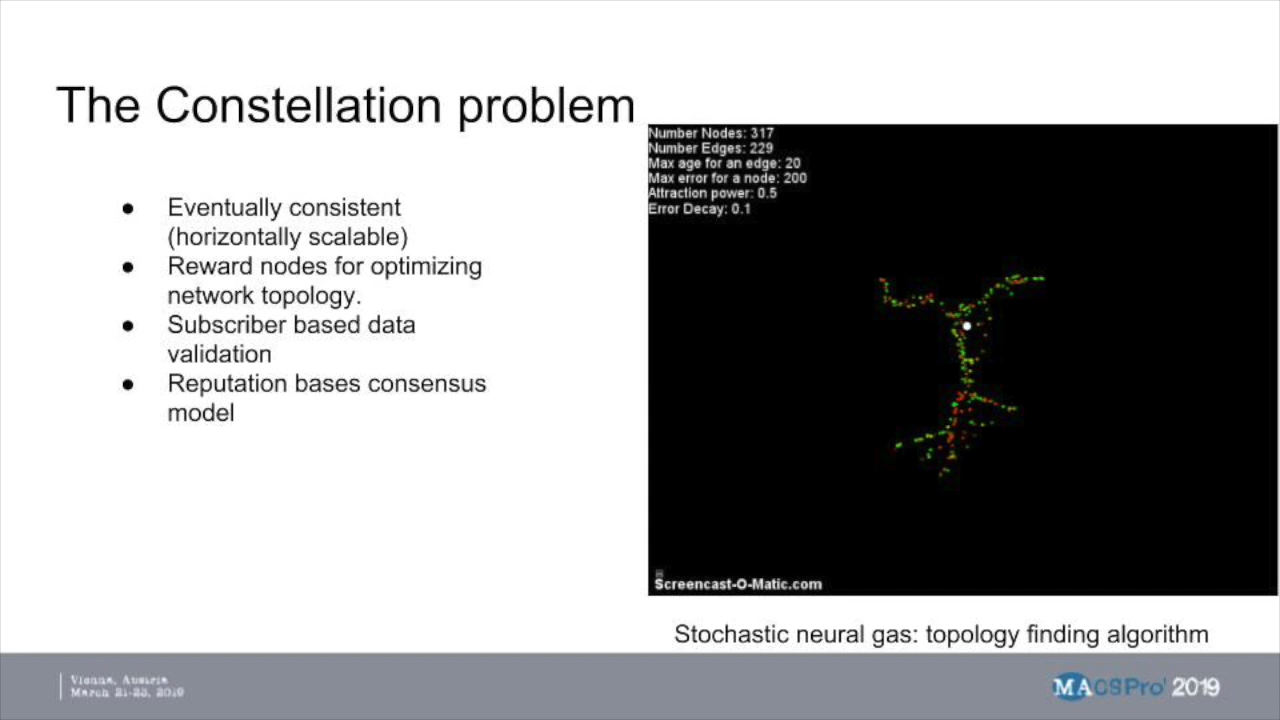 The Constellation problem
Number Nodes: 317
Number Edges: 229
Max age for an edge: 20
Max error for a node: 200
Attraction power: 0.5
Error Decay: 0.1
● Eventually consistent
(horizontally scalable)
● Reward nodes for optimizing
network topology.
● Subscriber based data
validation
● Reputation bases consensus
model
Screencast-O-Matic.com
Stochastic neural gas: topology finding algorithm
Vienna, Austria
March 21-23, 2019
MACSPro' 2019